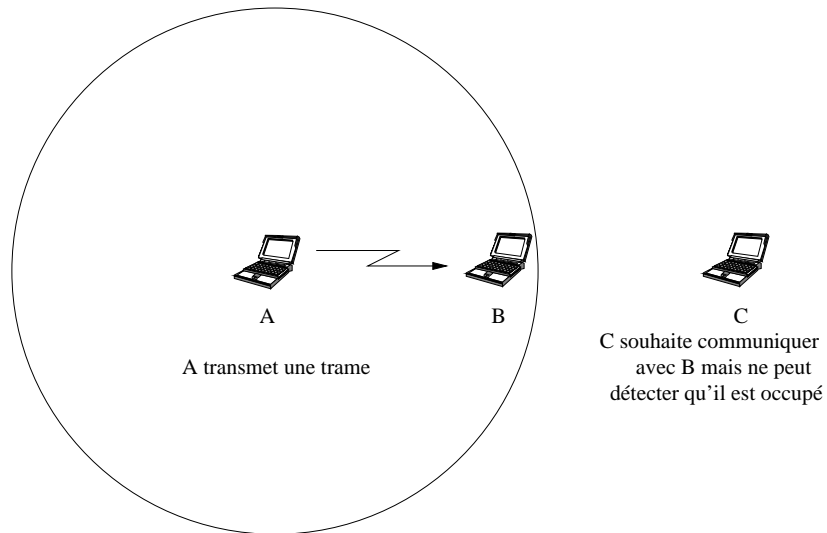 A
B
C
A transmet une trame
C souhaite communiquer
avec B mais ne peut
détecter qu'il est occupé